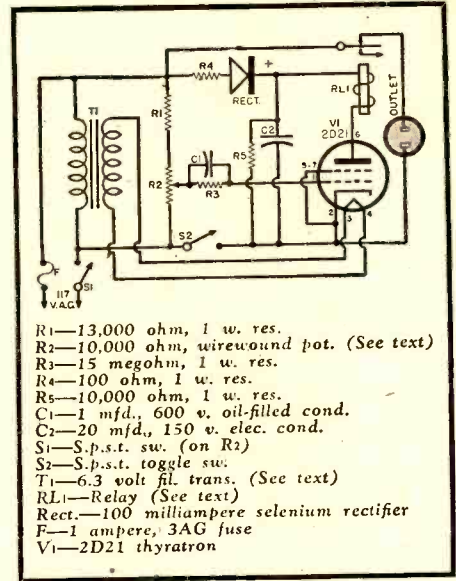 R4
+
RECT.
RL1
OUTLET
R1
V1
2D21
6
C2
T1
C1
R5
5-7
1
R2
R3
2
3
4
S2
F
117
V.A.C.
S1
R1—13,000 ohm, 1 w. res.
R2—10,000 ohm, wirewound pot. (See text)
R3—15 megohm, 1 w. res.
R4—100 ohm, 1 w. res.
R5—10,000 ohm, 1 w. res.
C1—1 mfd., 600 v. oil-filled cond.
C2—20 mfd., 150 v. elec. cond.
S1—S.p.s.t. sw. (on R2)
S2—S.p.s.t. toggle sw.
T1—6.3 volt fil. trans. (See text)
RL1—Relay (See text)
Rect.—100 milliampere selenium rectifier
F—1 ampere, 3AG fuse
V1—2D21 thyratron